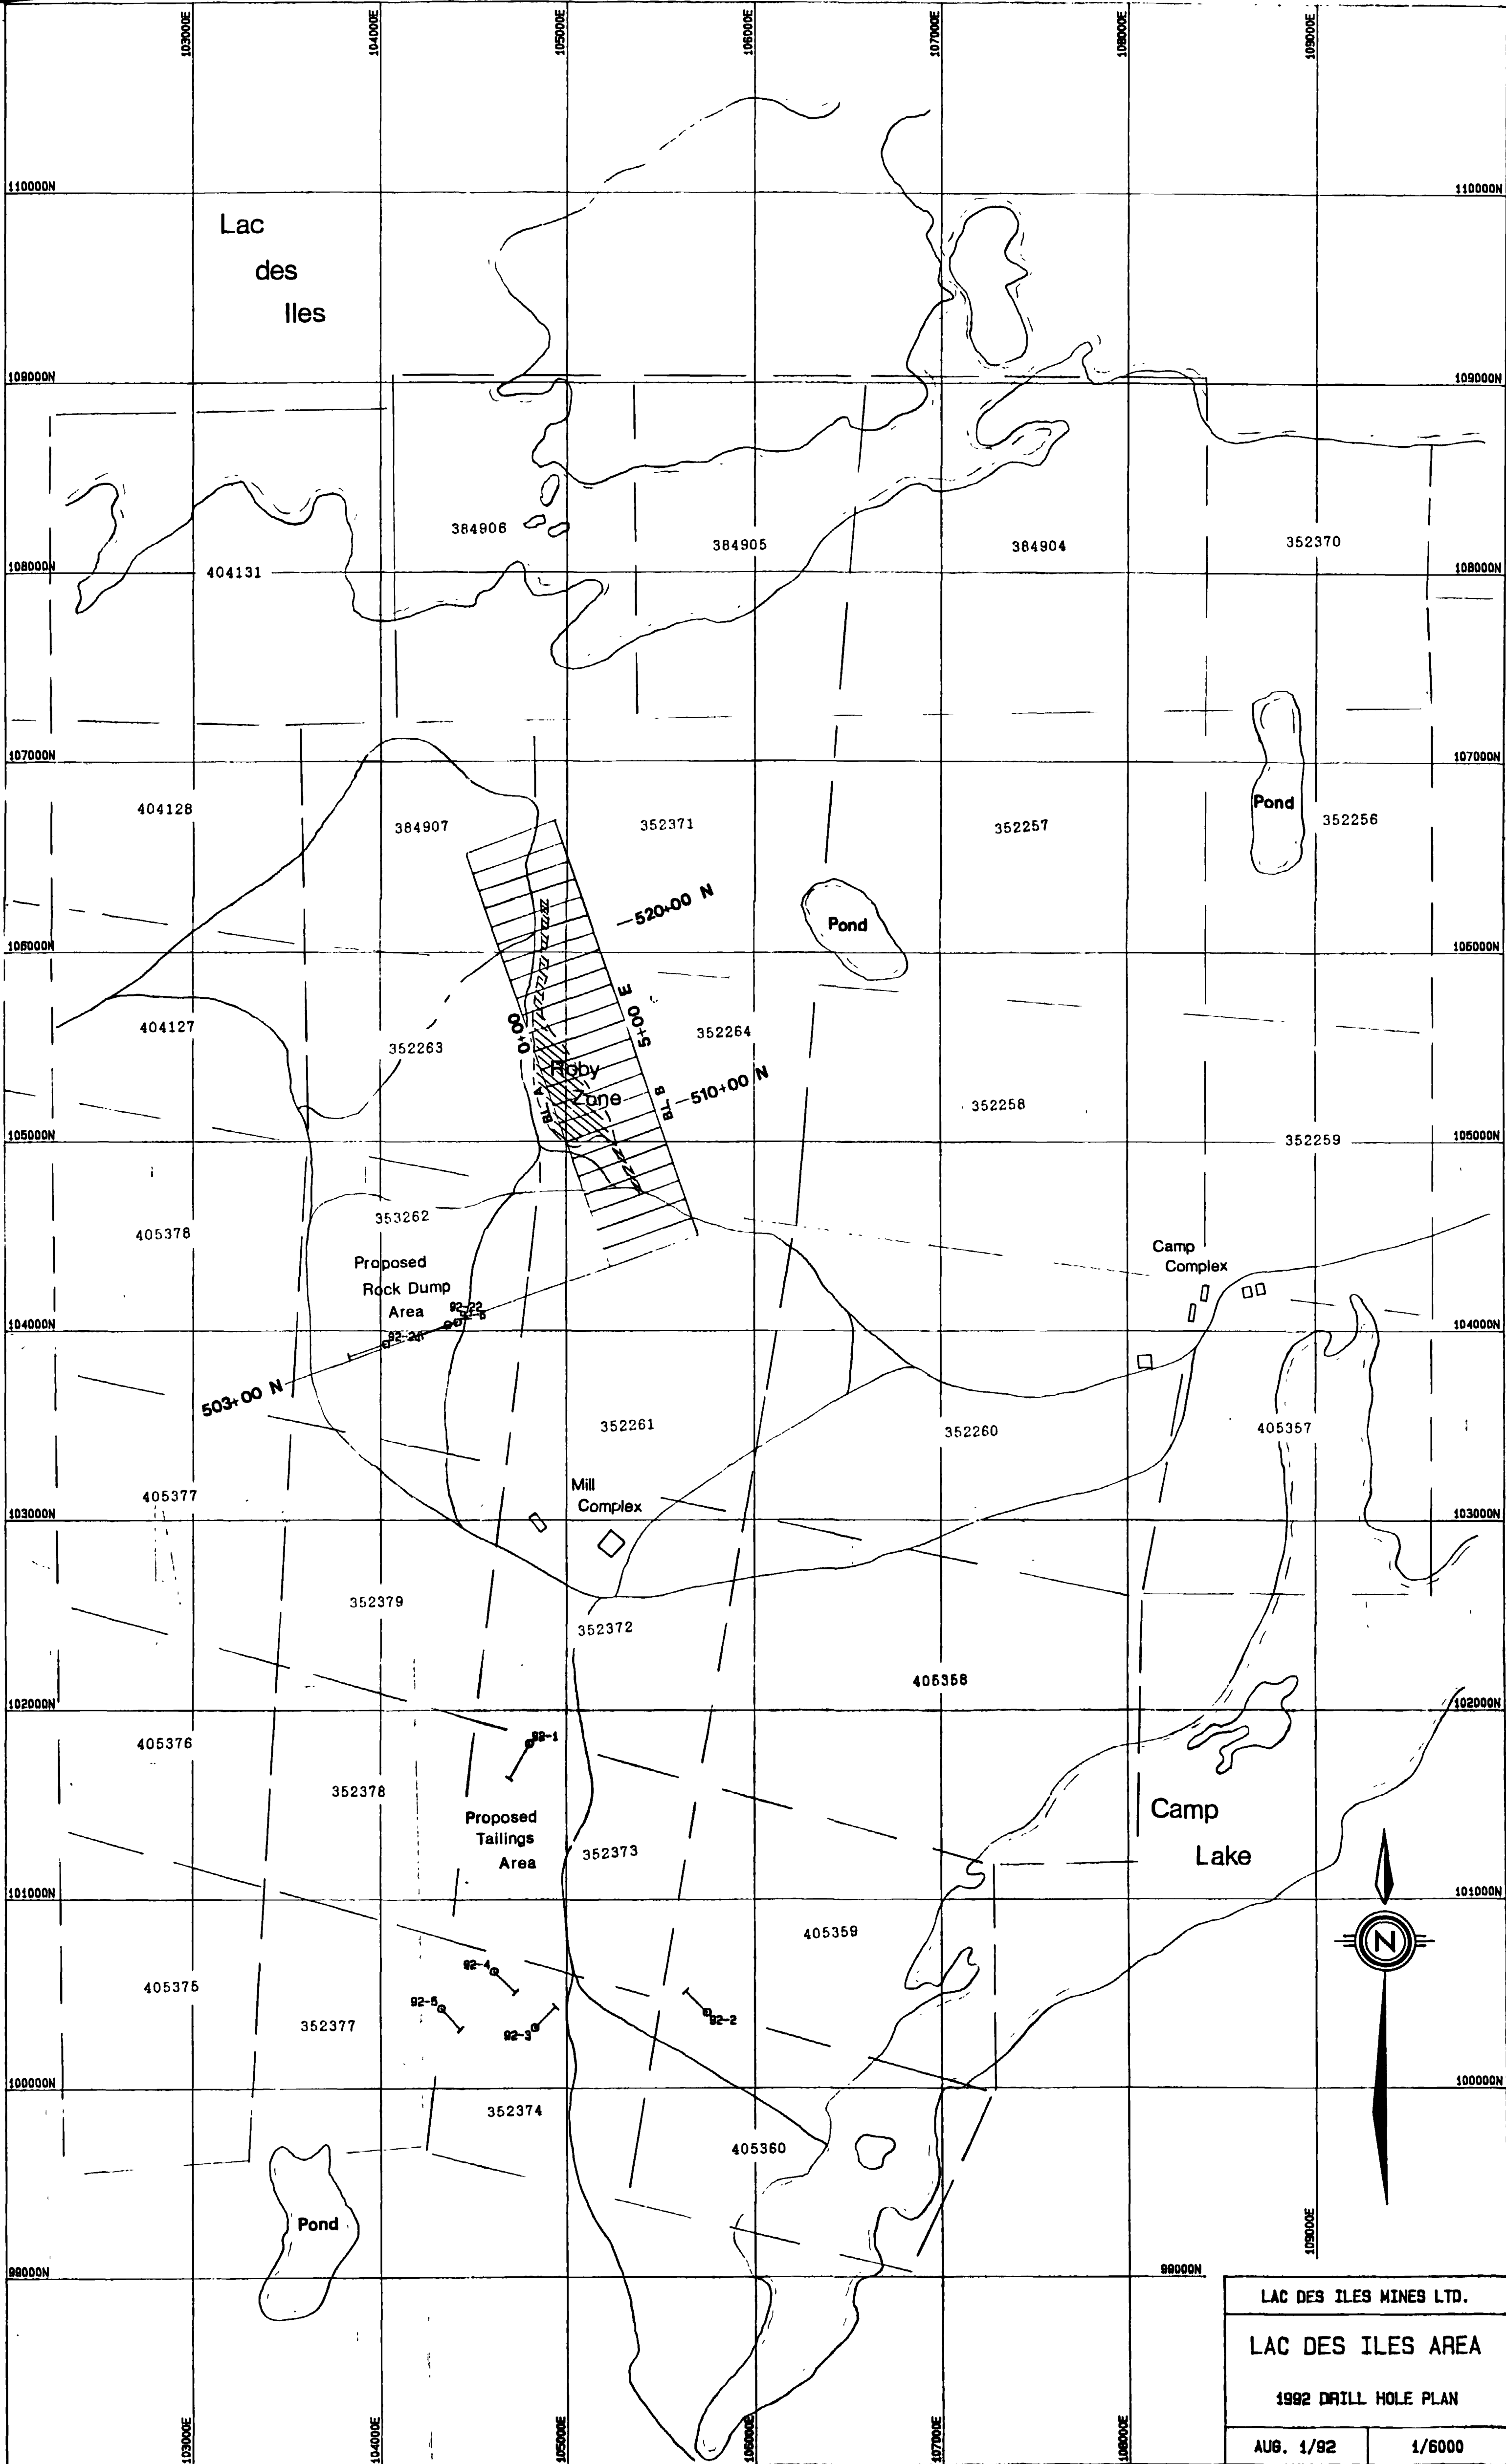 103000E
104000E
105000E
106000E
107000E
108000E
109000E
110000N
110000N
Lac
des
Iles
109000N
109000N
384906
384905
384904
352370
108000N
404131
108000N
107000N
107000N
404128
384907
352371
352257
Pond
352256
520+00 N
Pond
106000N
106000N
0+00
5+00 E
404127
352263
352264
Roby
Zone
BL A
BL B
510+00 N
352258
105000N
352259
105000N
353262
405378
Proposed
Rock Dump
Area
Camp
Complex
92-22
104000N
104000N
503+00 N
352261
352260
405357
Mill
Complex
405377
103000N
103000N
352379
352372
405358
102000N
102000N
405376
92-1
352378
Proposed
Tailings
Area
352373
Camp
Lake
101000N
101000N
405359
N
92-4
405375
92-5
352377
92-3
92-2
100000N
100000N
352374
405360
Pond
109000E
99000N
99000N
103000E
104000E
105000E
106000E
107000E
108000E
LAC DES ILES MINES LTD.
LAC DES ILES AREA
1992 DRILL HOLE PLAN
AUG. 1/92
1/6000